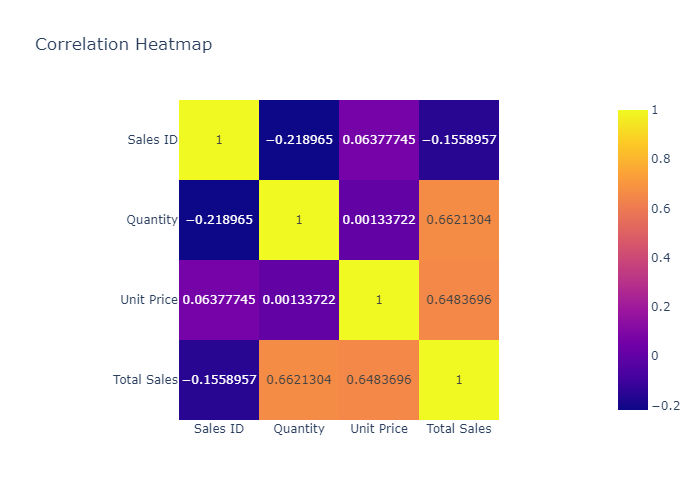 Correlation Heatmap
Sales ID 1 −0.218965 0.06377745 −0.1558957
Quantity −0.218965 1 0.00133722 0.6621304
Unit Price 0.06377745 0.00133722 1 0.6483696
Total Sales −0.1558957 0.6621304 0.6483696 1
Sales ID Quantity Unit Price Total Sales
1
0.8
0.6
0.4
0.2
0
−0.2